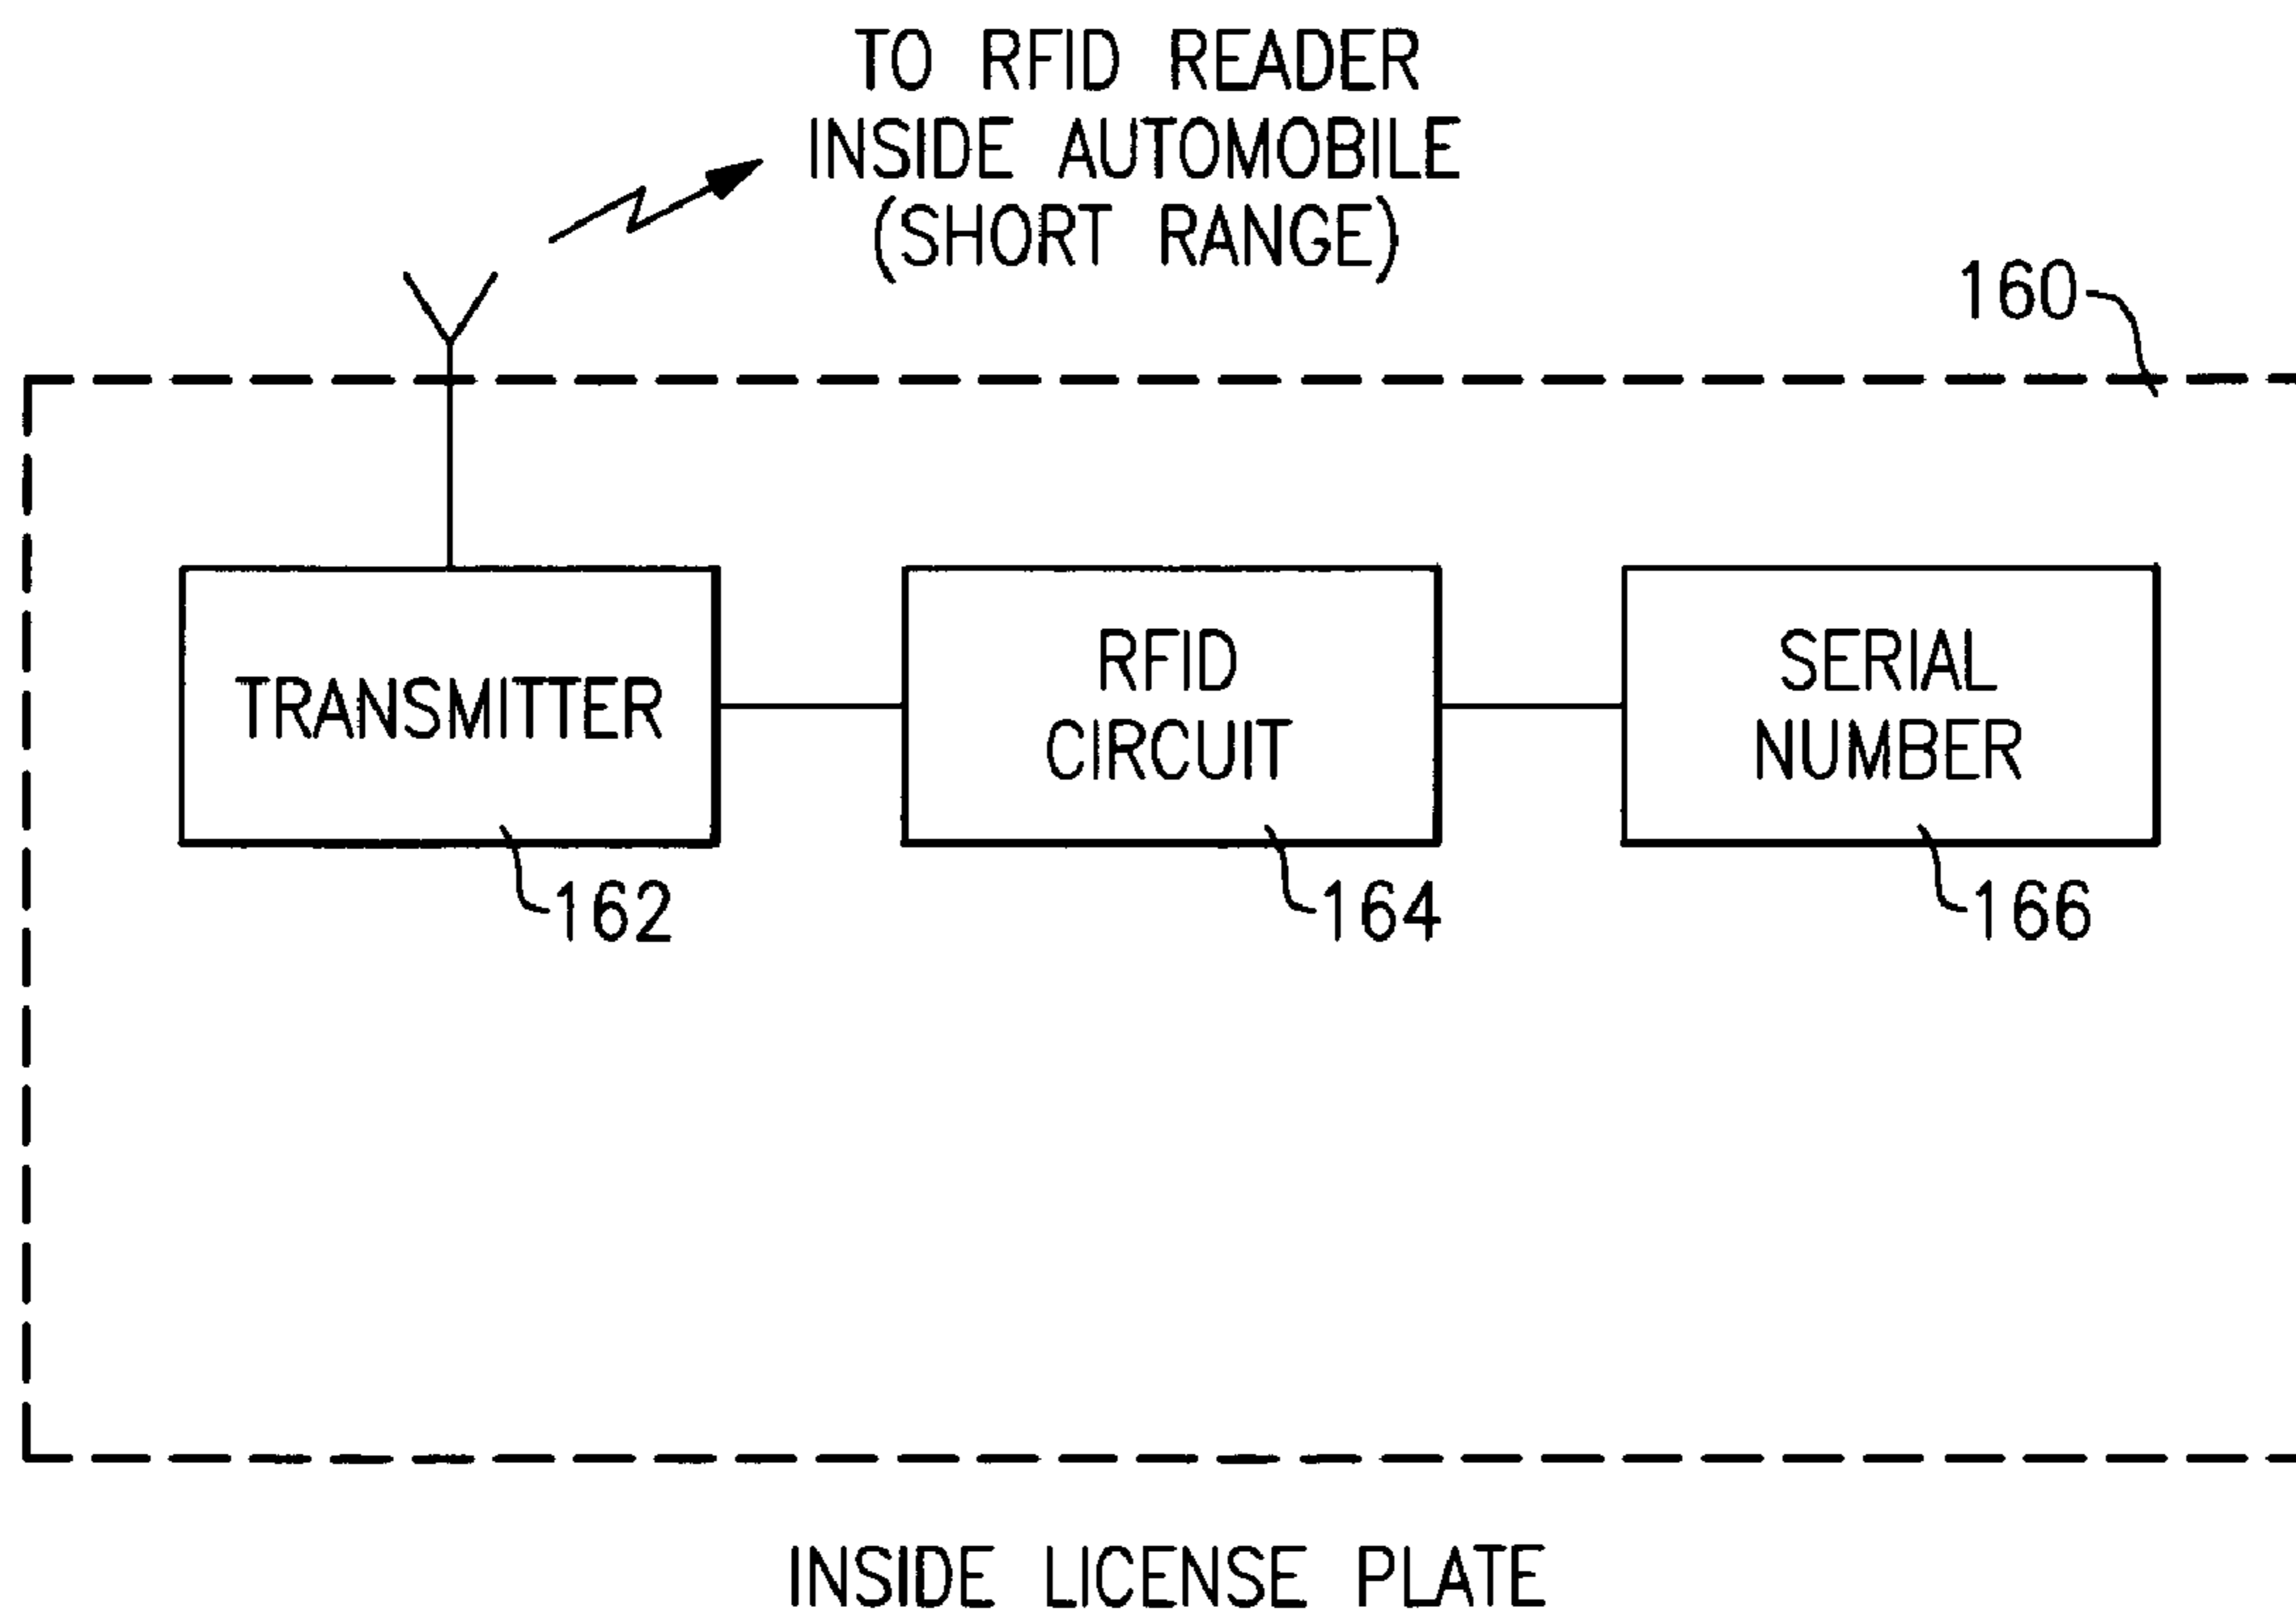 TO RFID READER
INSIDE AUTOMOBILE
(SHORT RANGE)
160
TRANSMITTER
RFID
CIRCUIT
SERIAL
NUMBER
162
164
166
INSIDE LICENSE PLATE